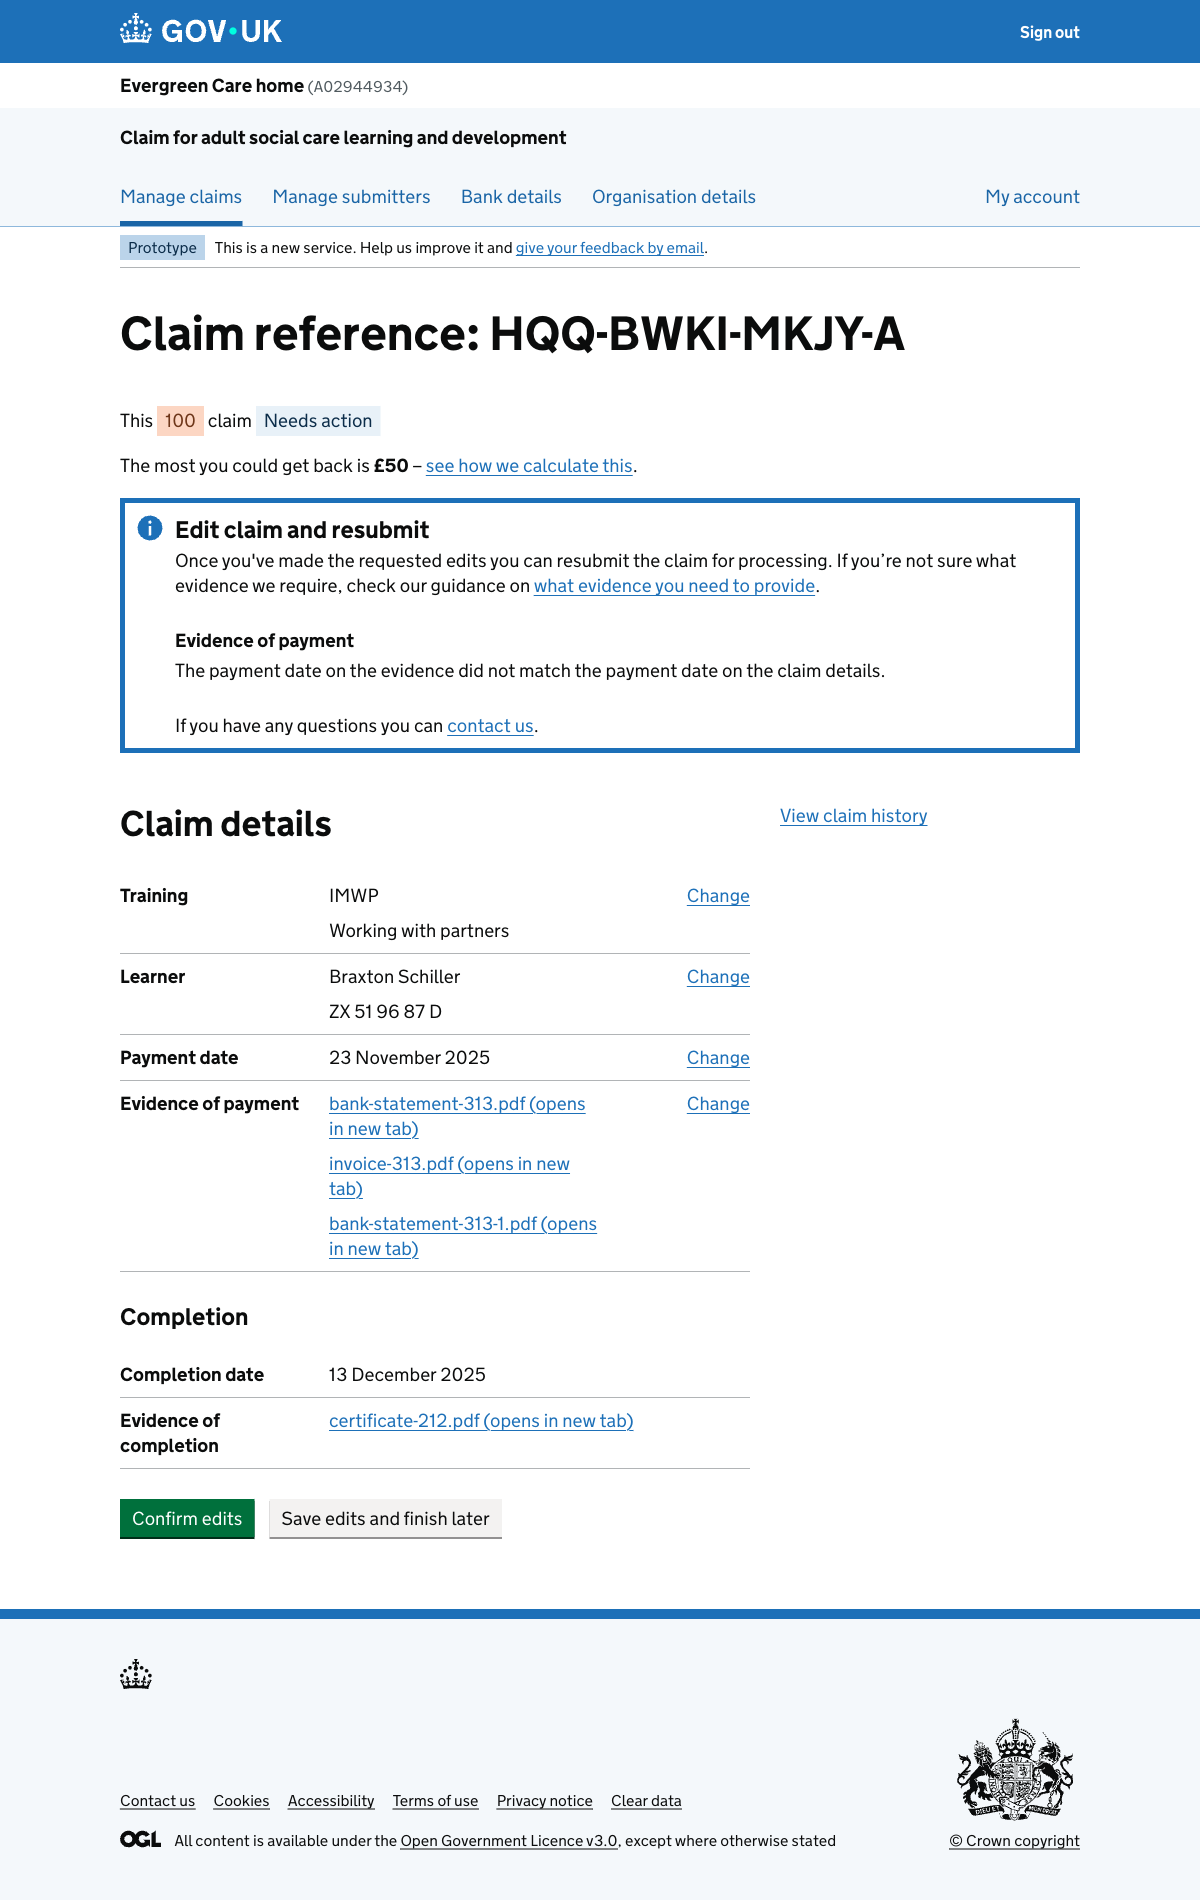 GOV·UK
Sign out
Evergreen Care home (A02944934)
Claim for adult social care learning and development
Manage claims Manage submitters Bank details Organisation details My account
Prototype This is a new service. Help us improve it and give your feedback by email.
Claim reference: HQQ-BWKI-MKJY-A
This 100 claim Needs action
The most you could get back is £50 – see how we calculate this.
Edit claim and resubmit
Once you've made the requested edits you can resubmit the claim for processing. If you’re not sure what
evidence we require, check our guidance on what evidence you need to provide.
Evidence of payment
The payment date on the evidence did not match the payment date on the claim details.
If you have any questions you can contact us.
Claim details
View claim history
Training IMWP Change
Working with partners
Learner Braxton Schiller Change
ZX 51 96 87 D
Payment date 23 November 2025 Change
Evidence of payment bank-statement-313.pdf (opens Change
in new tab)
invoice-313.pdf (opens in new
tab)
bank-statement-313-1.pdf (opens
in new tab)
Completion
Completion date 13 December 2025
Evidence of certificate-212.pdf (opens in new tab)
completion
Confirm edits Save edits and finish later
Contact us Cookies Accessibility Terms of use Privacy notice Clear data
OGL All content is available under the Open Government Licence v3.0, except where otherwise stated
© Crown copyright